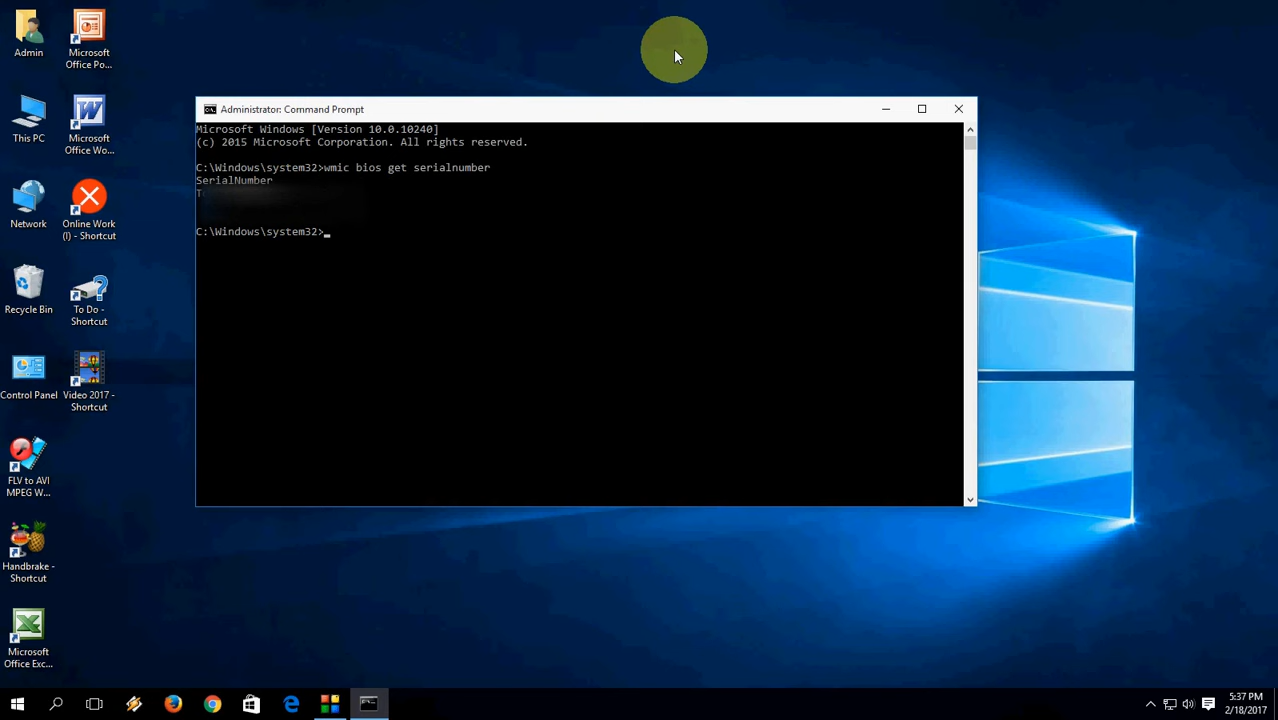 Admin
Microsoft
Office Po...
This PC
Microsoft
Office Wo...
Network
Online Work
(I) - Shortcut
Recycle Bin
To Do -
Shortcut
Control Panel
Video 2017 -
Shortcut
FLV to AVI
MPEG W...
Handbrake -
Shortcut
Microsoft
Office Exc...
Administrator: Command Prompt
Microsoft Windows [Version 10.0.10240]
(c) 2015 Microsoft Corporation. All rights reserved.
C:\Windows\system32>wmic bios get serialnumber
SerialNumber
C:\Windows\system32>_
5:37 PM
2/18/2017